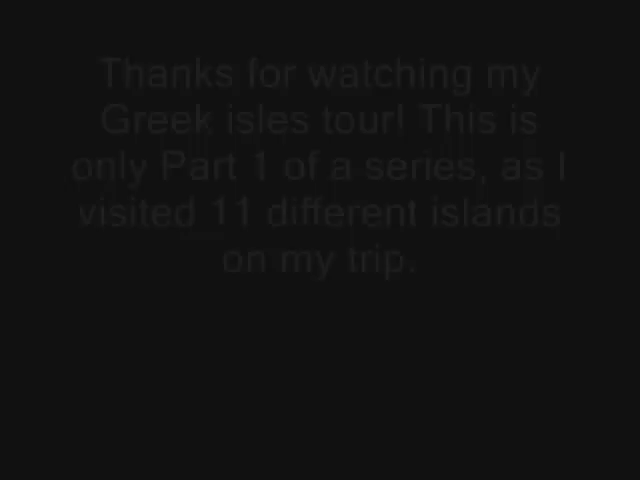 Thanks for watching my
Greek isles tour! This is
only Part 1 of a series, as I
visited 11 different islands
on my trip.